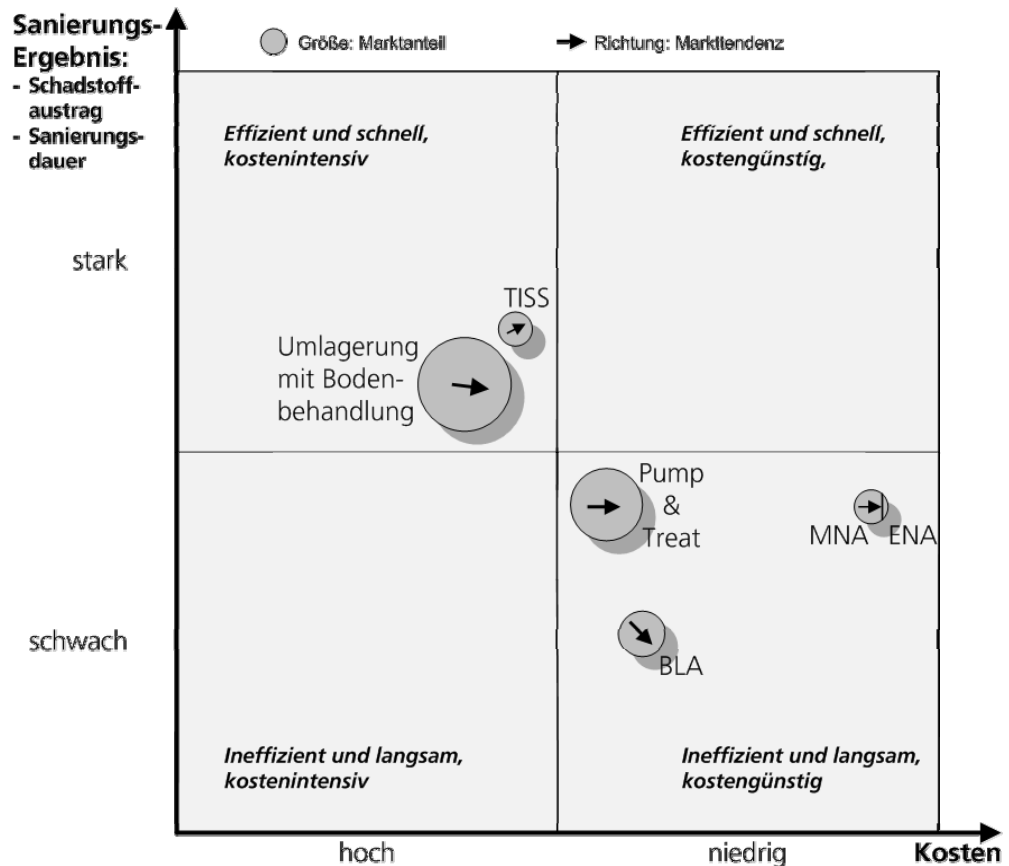 Sanierungs-
Ergebnis:
- Schadstoff-
austrag
- Sanierungs-
dauer
Größe: Marktanteil
Richtung: Markttendenz
Effizient und schnell,
kostenintensiv
Effizient und schnell,
kostengünstig,
stark
TISS
Umlagerung
mit Boden-
behandlung
Pump
&
Treat
MNA
ENA
schwach
BLA
Ineffizient und langsam,
kostenintensiv
Ineffizient und langsam,
kostengünstig
hoch
niedrig
Kosten